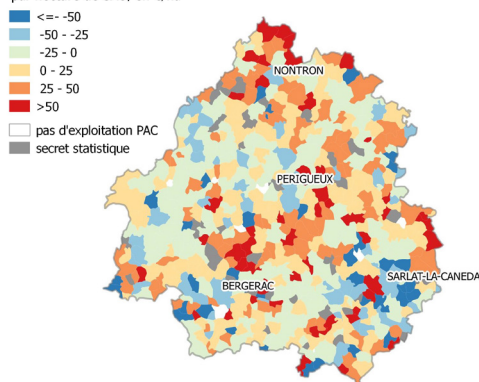 <=- -50
-50 - -25
-25 - 0
0 - 25
25 - 50
>50
pas d'exploitation PAC
secret statistique
NONTRON
PERIGUEUX
BERGERAC
SARLAT-LA-CANEDA